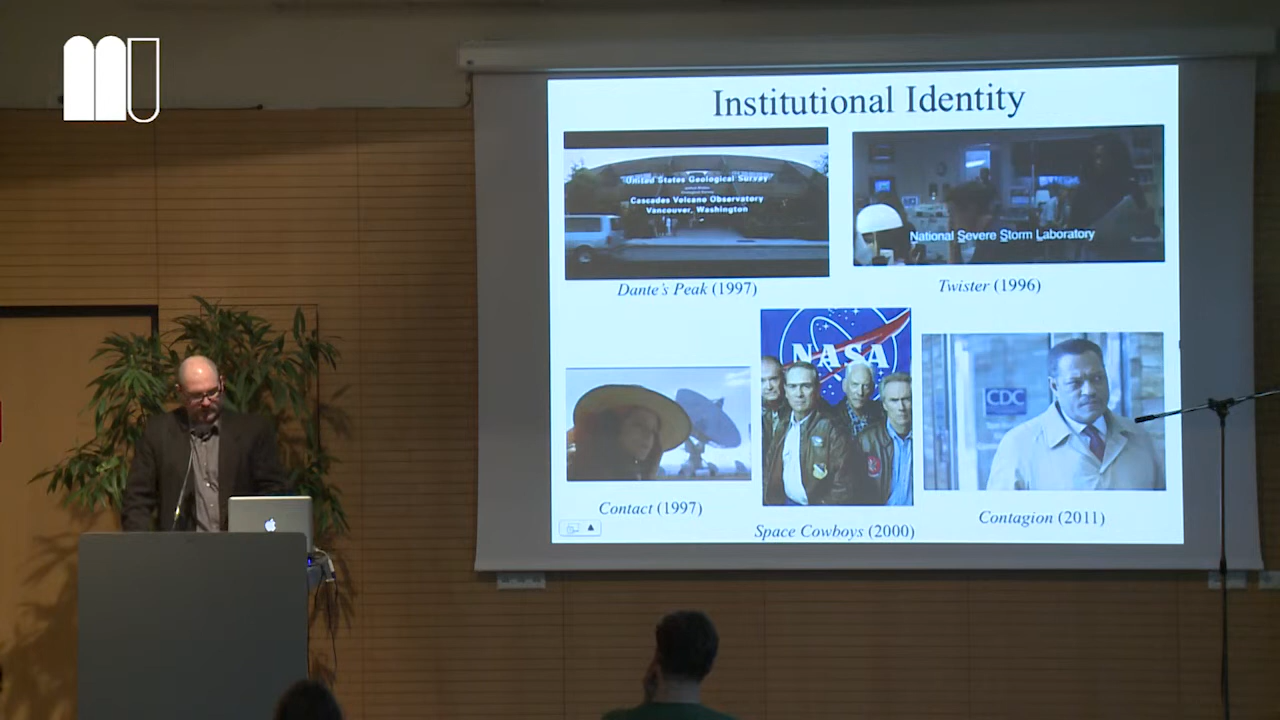 Institutional Identity
United States Geological Survey
Cascades Volcano Observatory
Vancouver, Washington
National Severe Storm Laboratory
Dante's Peak (1997)
Twister (1996)
NASA
CDC
Contact (1997)
Space Cowboys (2000)
Contagion (2011)